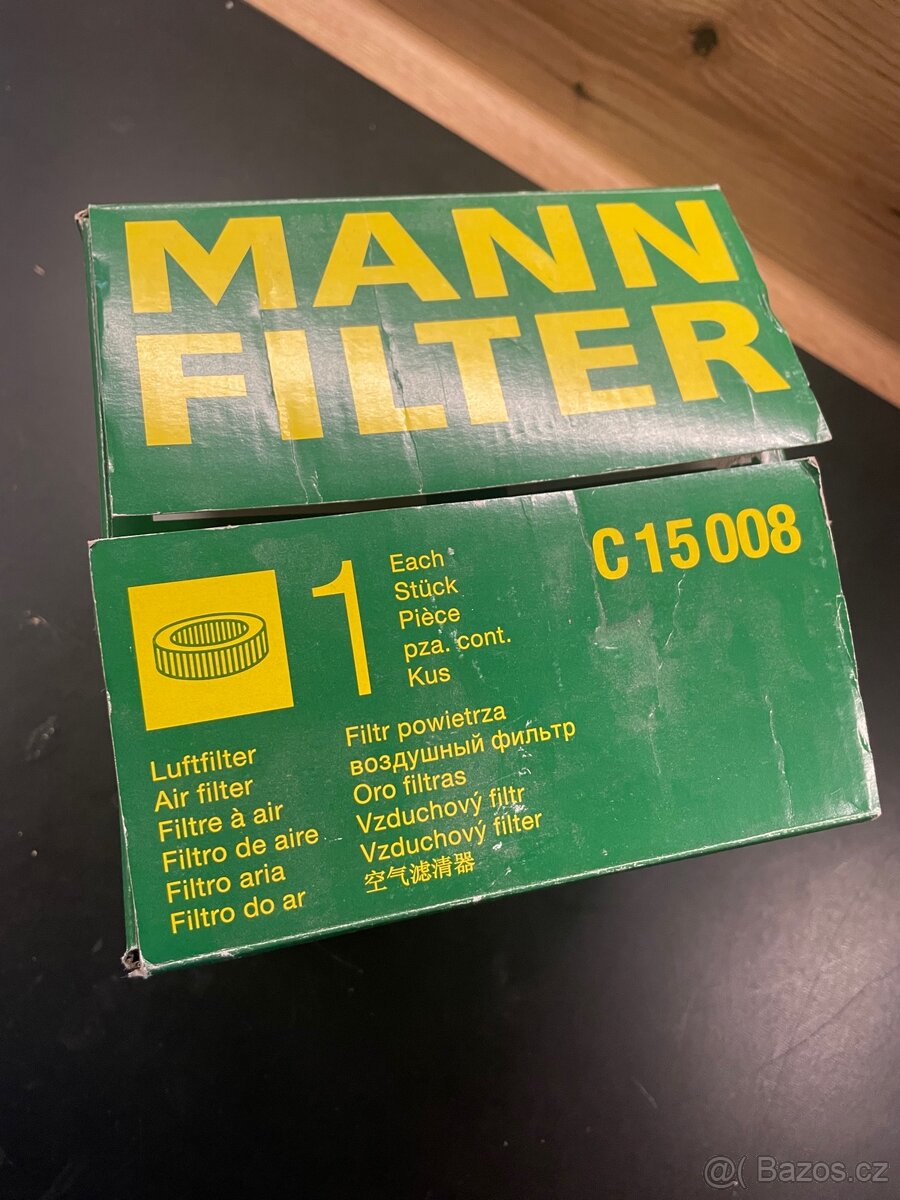 MANN
FILTER
C 15 008
1
Each
Stück
Pièce
pza. cont.
Kus
Luftfilter
Air filter
Filtre à air
Filtro de aire
Filtro aria
Filtro do ar
Filtr powietrza
воздушный фильтр
Oro filtras
Vzduchový filtr
Vzduchový filter
空气滤清器
@( Bazos.cz